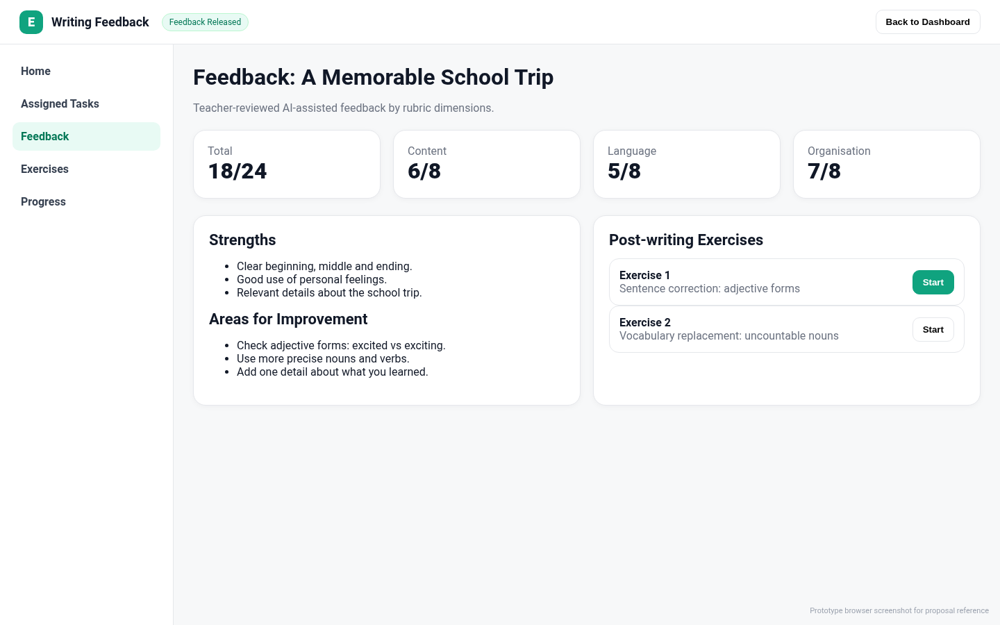 E
Writing Feedback
Feedback Released
Back to Dashboard
Home
Assigned Tasks
Feedback
Exercises
Progress
Feedback: A Memorable School Trip
Teacher-reviewed AI-assisted feedback by rubric dimensions.
Total
18/24
Content
6/8
Language
5/8
Organisation
7/8
Strengths
• Clear beginning, middle and ending.
• Good use of personal feelings.
• Relevant details about the school trip.
Areas for Improvement
• Check adjective forms: excited vs exciting.
• Use more precise nouns and verbs.
• Add one detail about what you learned.
Post-writing Exercises
Exercise 1
Sentence correction: adjective forms
Start
Exercise 2
Vocabulary replacement: uncountable nouns
Start
Prototype browser screenshot for proposal reference